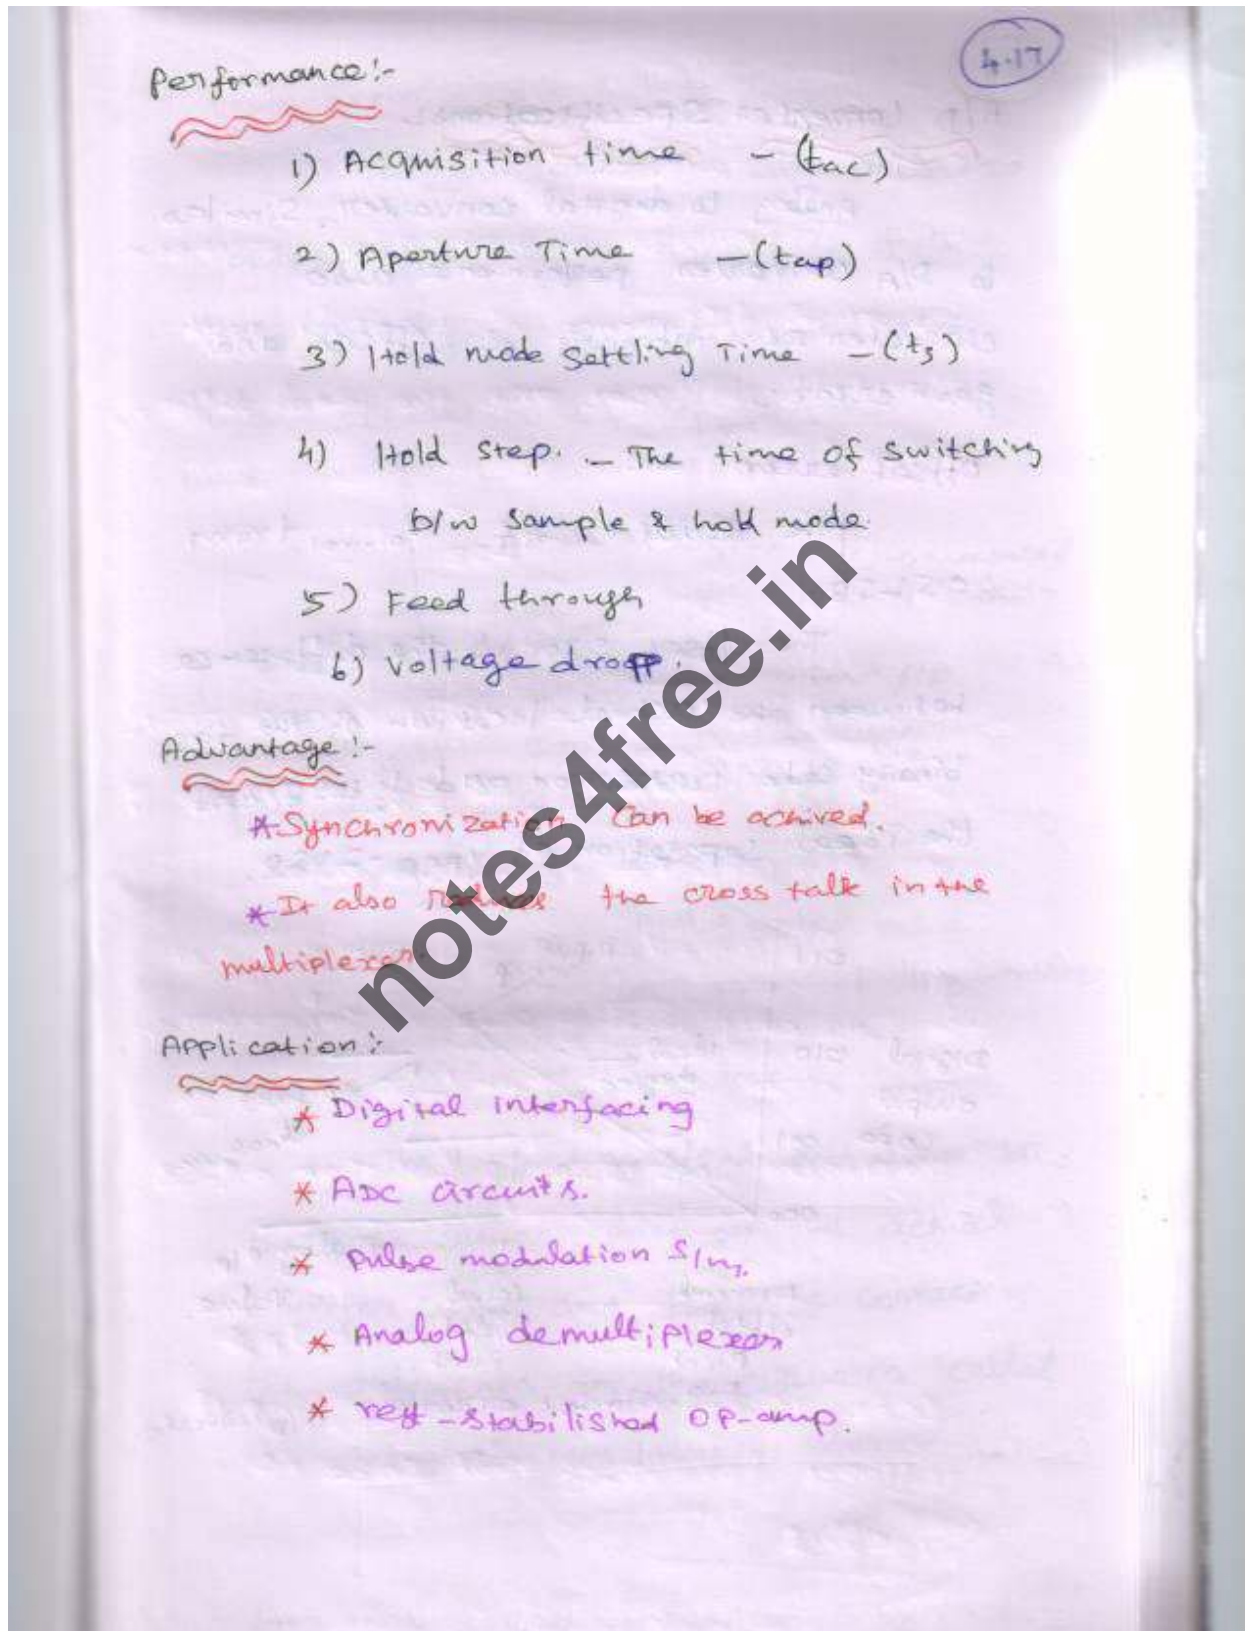 4.17
Performance:-
1) Acquisition time - (tac)
2) Aperture Time - (tap)
3) Hold mode Settling Time - (ts)
4) Hold Step. - The time of switching
b/w sample & hold mode.
5) Feed through
6) Voltage drop.
Advantage:-
* Synchronization Can be achived.
* It also reduces the cross talk in the
multiplexer.
Application:-
* Digital interfacing
* ADC circuits.
* Pulse modulation S/m.
* Analog demultiplexer
* -stabilished OP-amp.
notes4free.in